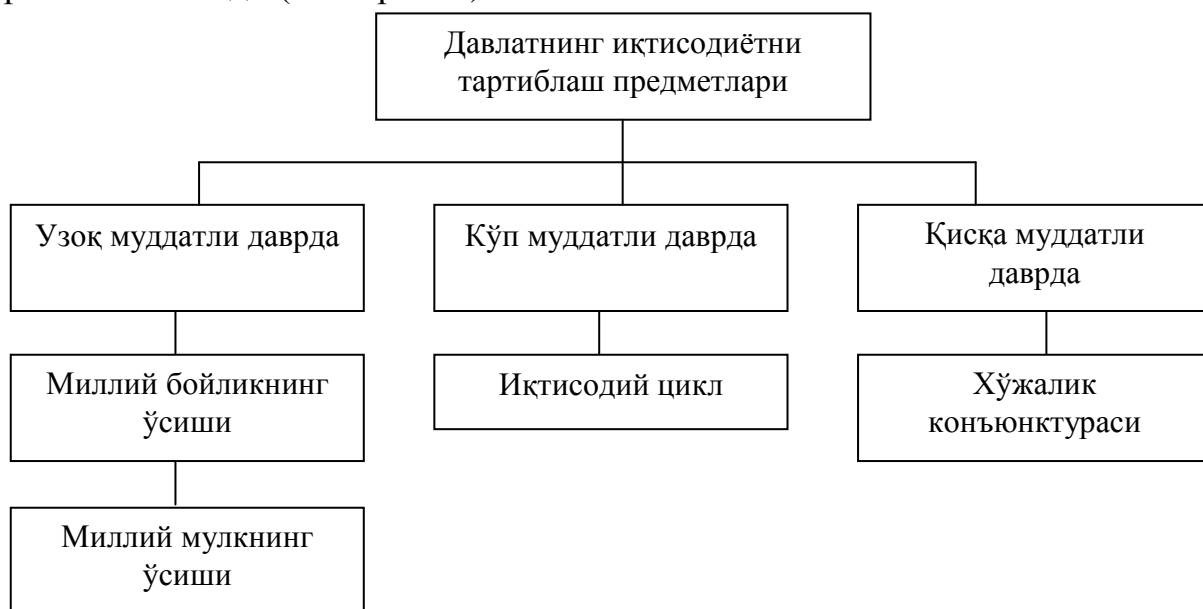 Давлатнинг иқтисодиётни
тартиблаш предметлари
Узоқ муддатли даврда
Кўп муддатли даврда
Қисқа муддатли
даврда
Миллий бойликнинг
ўсиши
Иқтисодий цикл
Хўжалик
конъюнктураси
Миллий мулкнинг
ўсиши